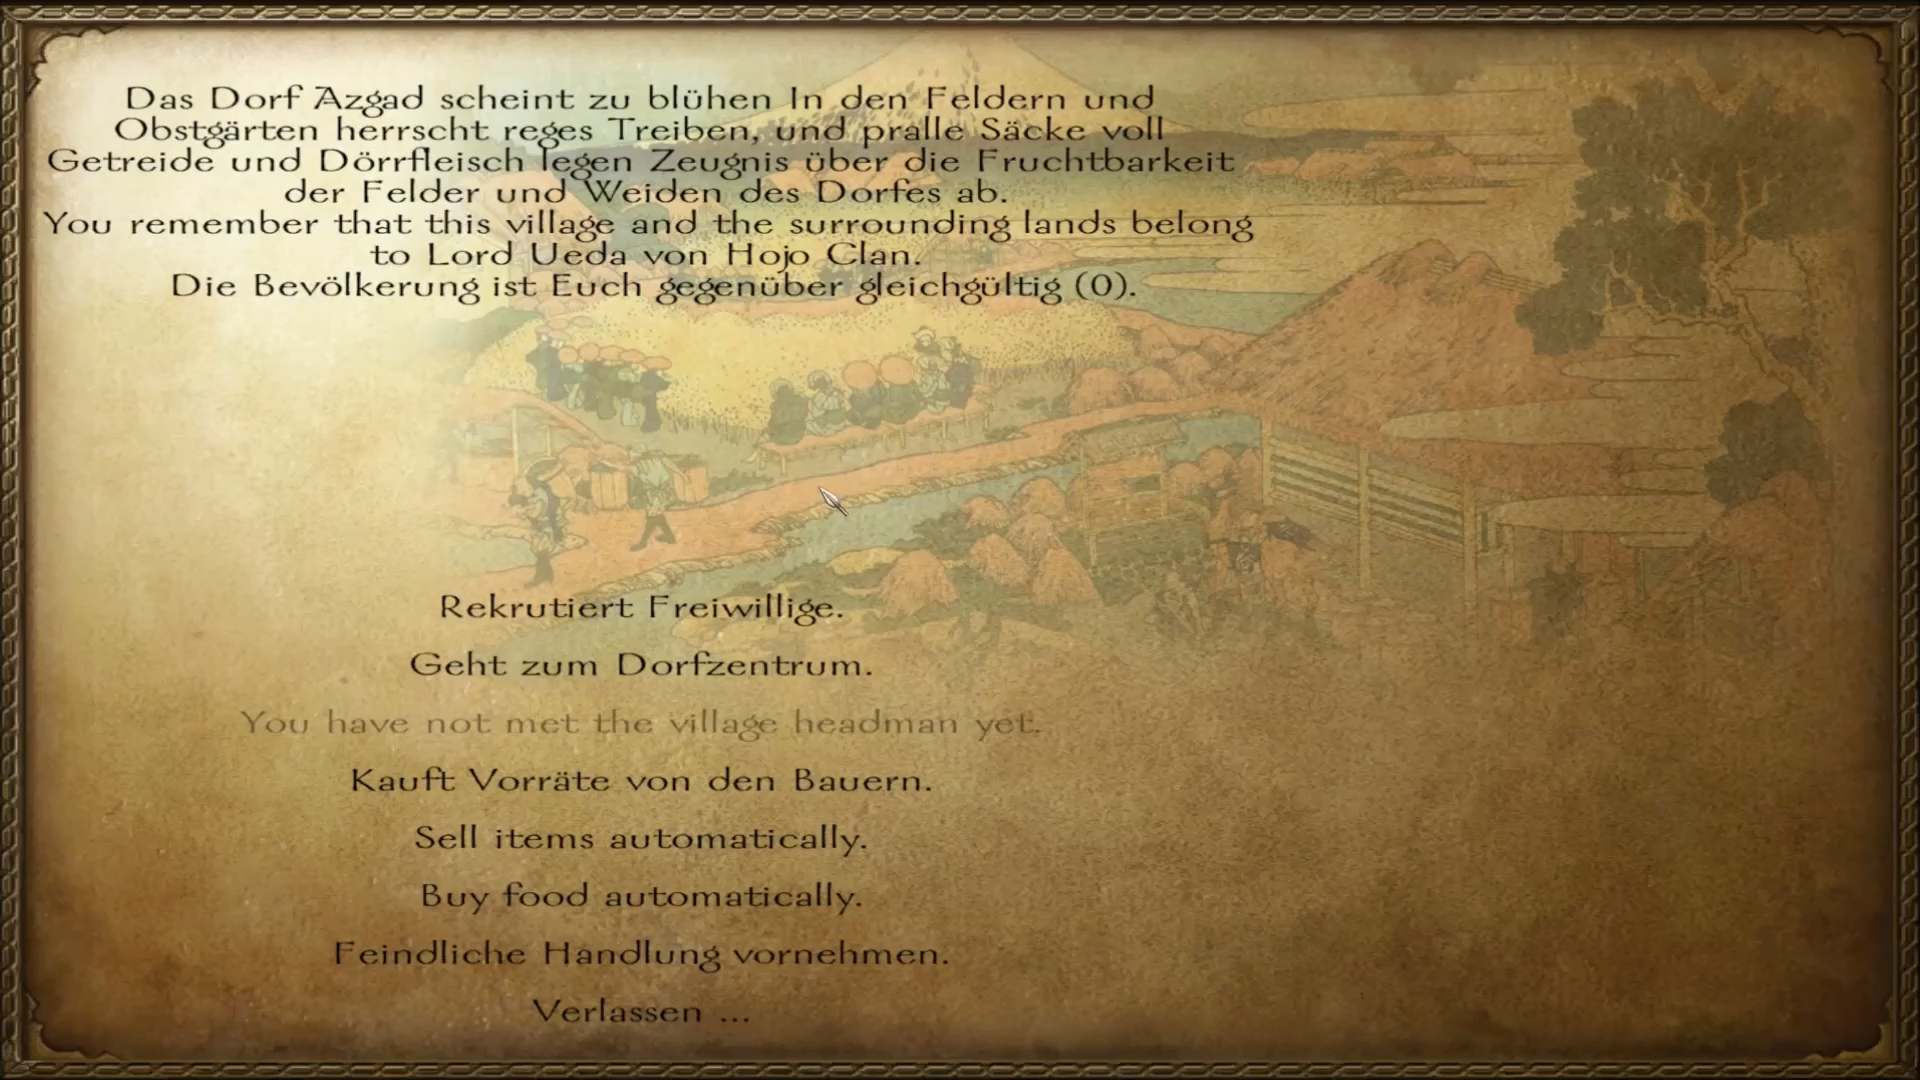 Das Dorf Azgad scheint zu blühen In den Feldern und
Obstgärten herrscht reges Treiben, und pralle Säcke voll
Getreide und Dörrfleisch legen Zeugnis über die Fruchtbarkeit
der Felder und Weiden des Dorfes ab.
You remember that this village and the surrounding lands belong
to Lord Ueda von Hojo Clan.
Die Bevölkerung ist Euch gegenüber gleichgültig (0).
Rekrutiert Freiwillige.
Geht zum Dorfzentrum.
You have not met the village headman yet.
Kauft Vorräte von den Bauern.
Sell items automatically.
Buy food automatically.
Feindliche Handlung vornehmen.
Verlassen ...